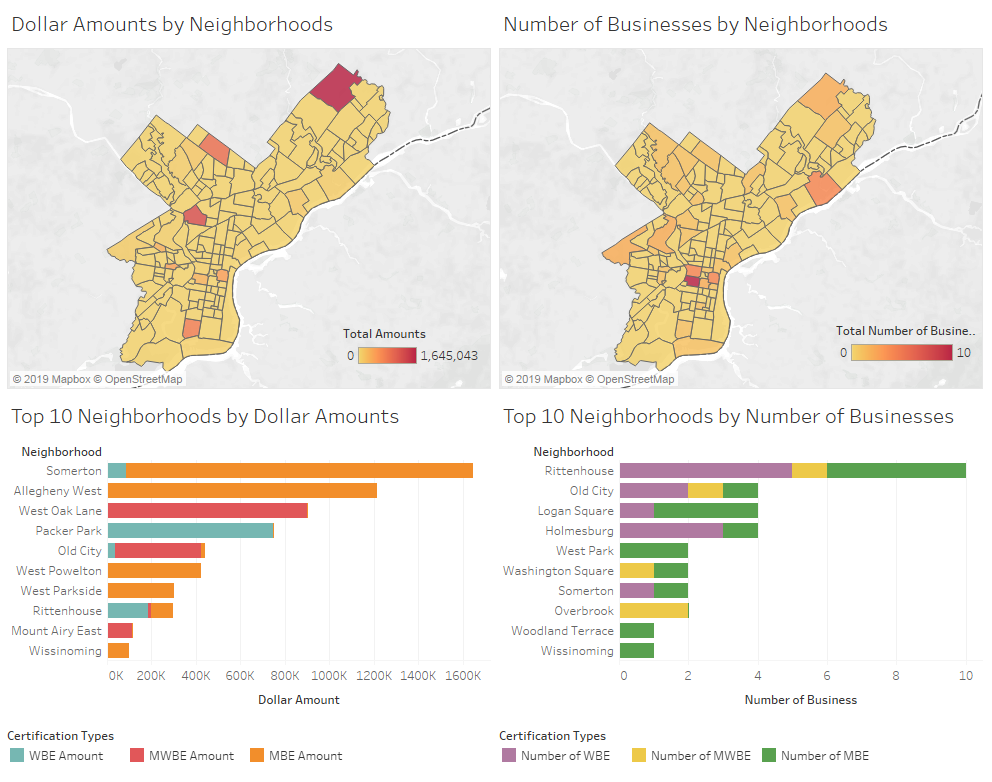 Dollar Amounts by Neighborhoods
Number of Businesses by Neighborhoods
Total Amounts
0 1,645,043
© 2019 Mapbox © OpenStreetMap
Total Number of Busine..
0 10
© 2019 Mapbox © OpenStreetMap
Top 10 Neighborhoods by Dollar Amounts
Neighborhood
Somerton
Allegheny West
West Oak Lane
Packer Park
Old City
West Powelton
West Parkside
Rittenhouse
Mount Airy East
Wissinoming
0K 200K 400K 600K 800K 1000K 1200K 1400K 1600K
Dollar Amount
Certification Types
WBE Amount MWBE Amount MBE Amount
Top 10 Neighborhoods by Number of Businesses
Neighborhood
Rittenhouse
Old City
Logan Square
Holmesburg
West Park
Washington Square
Somerton
Overbrook
Woodland Terrace
Wissinoming
0 2 4 6 8 10
Number of Business
Certification Types
Number of WBE Number of MWBE Number of MBE